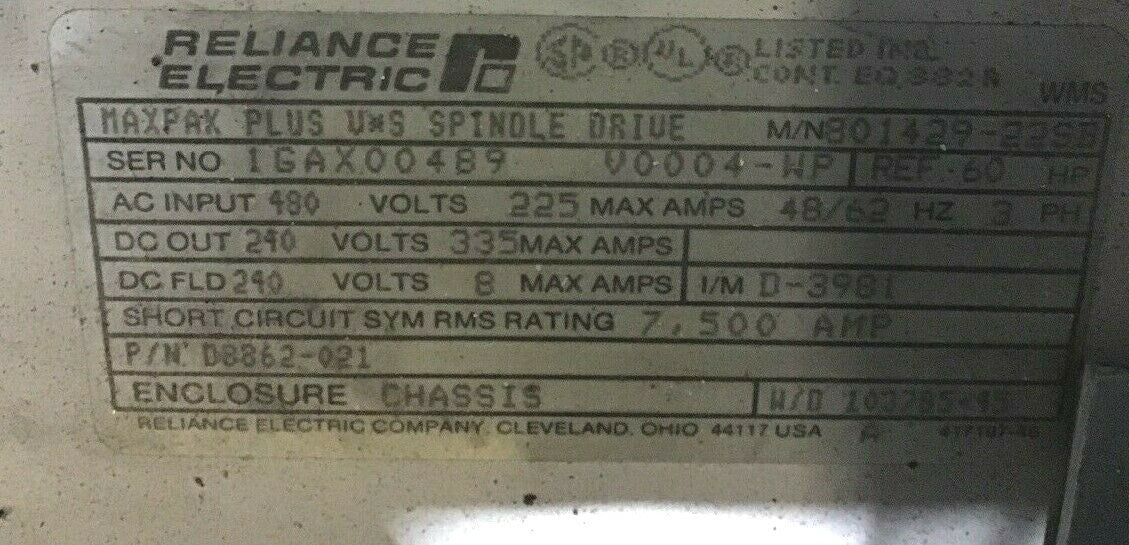 RELIANCE
ELECTRIC
LISTED IND.
CONT. EQ.
WMS
MAXPAK PLUS V*S SPINDLE DRIVE M/N 801429-22SB
SER NO 1GAX00489 V0004-WP REF 60 HP
AC INPUT 480 VOLTS 225 MAX AMPS 48/62 HZ 3 PH
DC OUT 240 VOLTS 335 MAX AMPS
DC FLD 240 VOLTS 8 MAX AMPS I/M D-3981
SHORT CIRCUIT SYM RMS RATING 7,500 AMP
P/N. D8862-021
ENCLOSURE CHASSIS W/D
RELIANCE ELECTRIC COMPANY, CLEVELAND, OHIO 44117 USA A